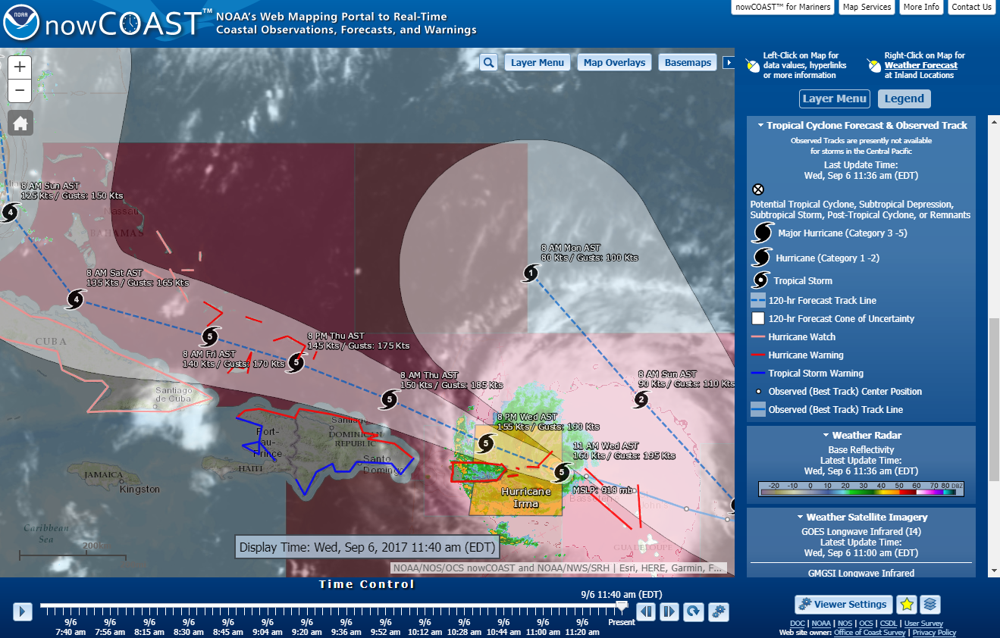 NOAA
nowCOAST™
NOAA's Web Mapping Portal to Real-Time
Coastal Observations, Forecasts, and Warnings
nowCOAST™ for Mariners
Map Services
More Info
Contact Us
+
−
Layer Menu
Map Overlays
Basemaps
Left-Click on Map for
data values, hyperlinks
or more information
Right-Click on Map for
Weather Forecast
at Inland Locations
Layer Menu
Legend
Tropical Cyclone Forecast & Observed Track
Observed Tracks are presently not available
for storms in the Central Pacific
Last Update Time:
Wed, Sep 6 11:36 am (EDT)
Potential Tropical Cyclone, Subtropical Depression,
Subtropical Storm, Post-Tropical Cyclone, or Remnants
Major Hurricane (Category 3 -5)
Hurricane (Category 1 -2)
Tropical Storm
120-hr Forecast Track Line
120-hr Forecast Cone of Uncertainty
Hurricane Watch
Hurricane Warning
Tropical Storm Warning
Observed (Best Track) Center Position
Observed (Best Track) Track Line
Weather Radar
Base Reflectivity
Latest Update Time:
Wed, Sep 6 11:36 am (EDT)
-20 -10 0 10 20 30 40 50 60 70 80 DBZ
Weather Satellite Imagery
GOES Longwave Infrared (I4)
Latest Update Time:
Wed, Sep 6 11:00 am (EDT)
GMGSI Longwave Infrared
8 AM Sun AST
125 Kts / Gusts: 150 Kts
4
Nassau
BAHAMAS
8 AM Sat AST
135 Kts / Gusts: 165 Kts
4
8 AM Mon AST
80 Kts / Gusts: 100 Kts
1
CUBA
5
8 AM Fri AST
140 Kts / Gusts: 170 Kts
8 PM Thu AST
145 Kts / Gusts: 175 Kts
5
8 AM Thu AST
150 Kts / Gusts: 185 Kts
5
8 AM Sun AST
90 Kts / Gusts: 110 Kts
2
Santiago
de Cuba
8 PM Wed AST
155 Kts / Gusts: 190 Kts
5
11 AM Wed AST
160 Kts / Gusts: 195 Kts
5
Port-
au-
Prince
HAITI
Santiago
DOMINICAN
REPUBLIC
Santo
Domingo
JAMAICA
Kingston
Hurricane
Irma
MSLP: 918 mb
Basseterre
GUADELOUPE
Caribbean
Sea
200km
Display Time: Wed, Sep 6, 2017 11:40 am (EDT)
NOAA/NOS/OCS nowCOAST and NOAA/NWS/SRH | Esri, HERE, Garmin, F...
Time Control
9/6 11:40 am (EDT)
9/6 9/6 9/6 9/6 9/6 9/6 9/6 9/6 9/6 9/6 9/6 9/6 9/6 9/6 Present
7:40 am 7:56 am 8:15 am 8:30 am 8:45 am 9:04 am 9:20 am 9:36 am 9:52 am 10:12 am 10:28 am 10:44 am 11:00 am 11:20 am
Viewer Settings
DOC | NOAA | NOS | OCS | CSDL | User Survey
Web site owner: Office of Coast Survey | Privacy Policy